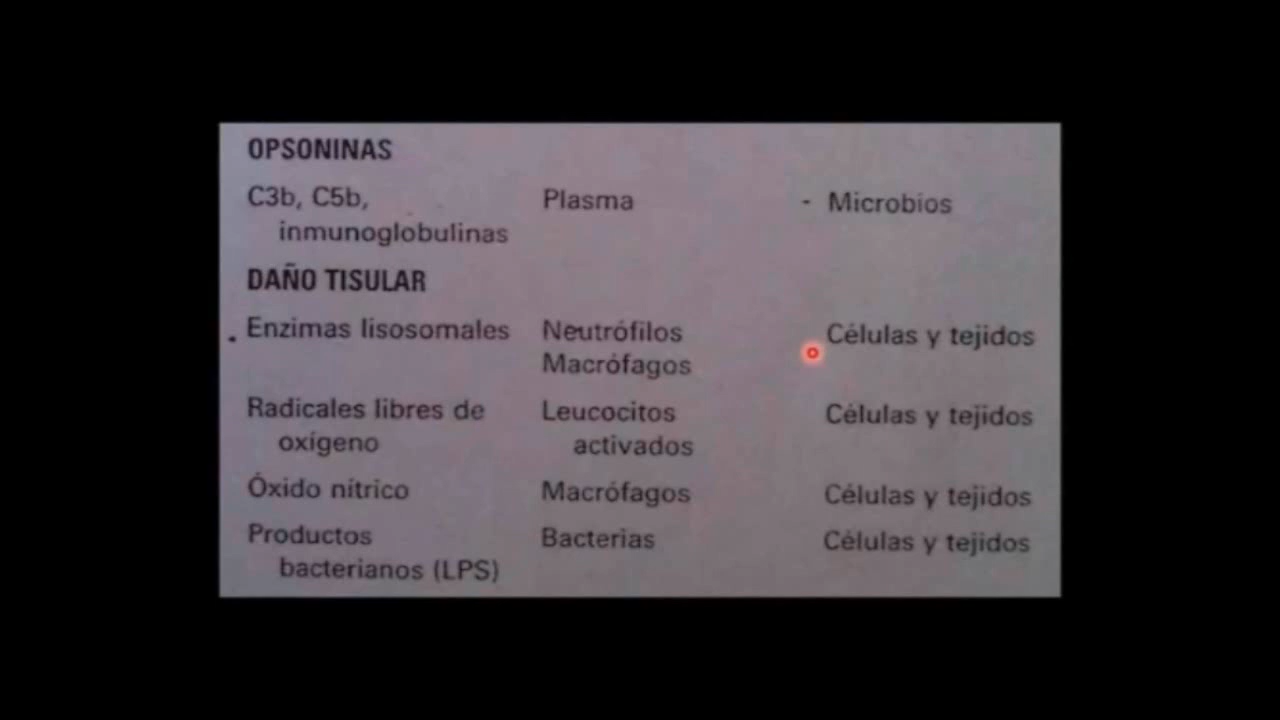 OPSONINAS
C3b, C5b, Plasma - Microbios
inmunoglobulinas
DAÑO TISULAR
Enzimas lisosomales Neutrófilos Células y tejidos
Macrófagos
Radicales libres de Leucocitos Células y tejidos
oxígeno activados
Óxido nítrico Macrófagos Células y tejidos
Productos Bacterias Células y tejidos
bacterianos (LPS)